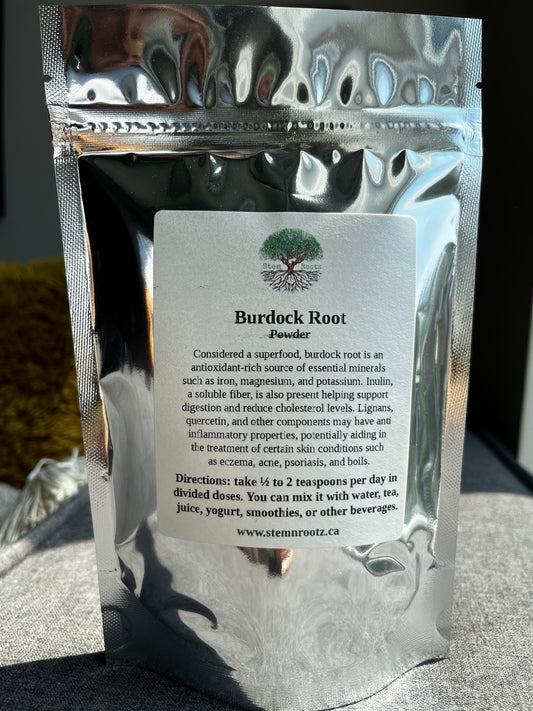 Stem Rootz
Burdock Root
Powder
Considered a superfood, burdock root is an
antioxidant-rich source of essential minerals
such as iron, magnesium, and potassium. Inulin,
a soluble fiber, is also present helping support
digestion and reduce cholesterol levels. Lignans,
quercetin, and other components may have anti
inflammatory properties, potentially aiding in
the treatment of certain skin conditions such
as eczema, acne, psoriasis, and boils.
Directions: take ½ to 2 teaspoons per day in
divided doses. You can mix it with water, tea,
juice, yogurt, smoothies, or other beverages.
www.stemnrootz.ca